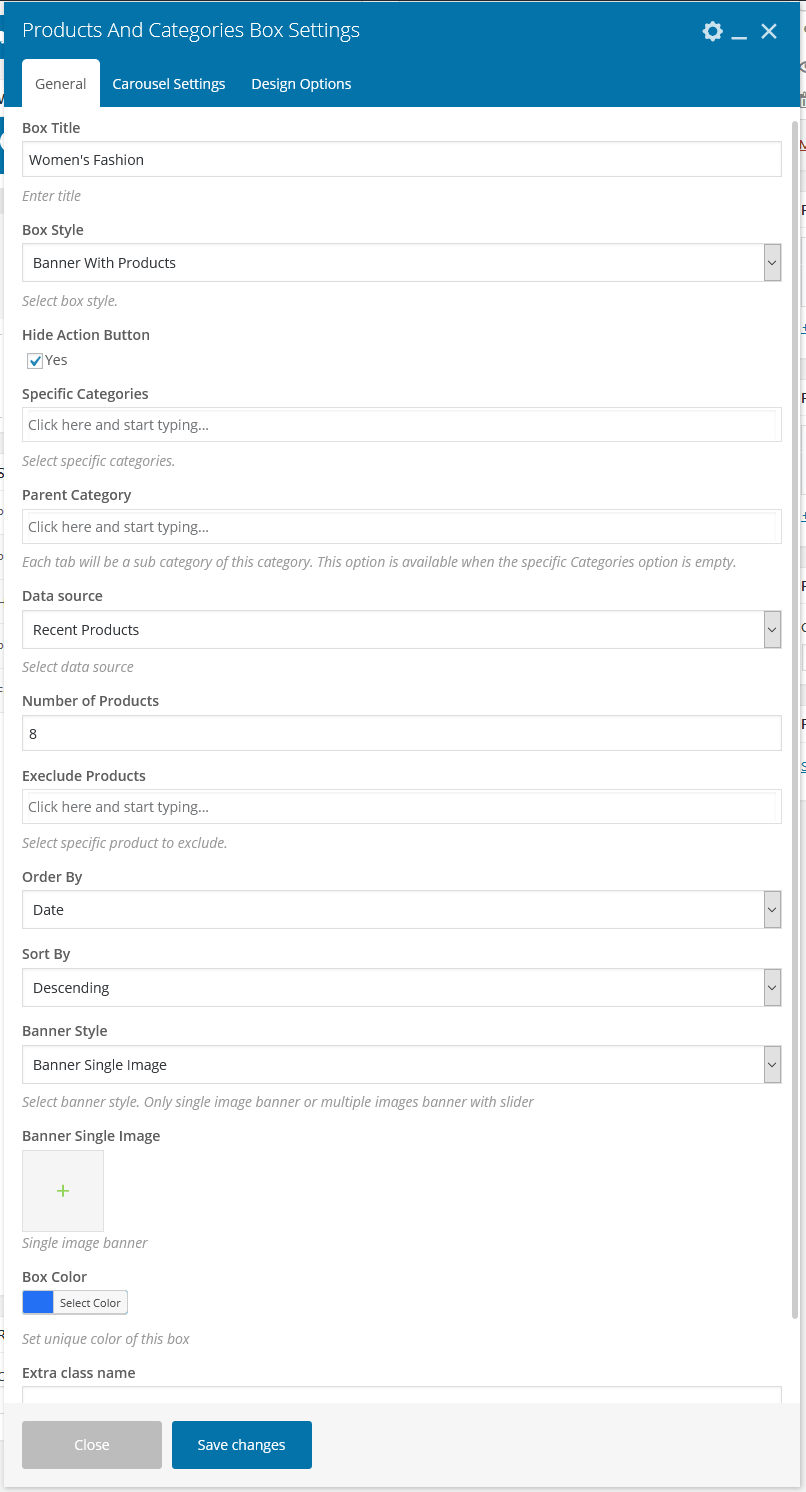 Products And Categories Box Settings
General Carousel Settings Design Options
Box Title
Women's Fashion
Enter title
Box Style
Banner With Products
Select box style.
Hide Action Button
Yes
Specific Categories
Click here and start typing...
Select specific categories.
Parent Category
Click here and start typing...
Each tab will be a sub category of this category. This option is available when the specific Categories option is empty.
Data source
Recent Products
Select data source
Number of Products
8
Execlude Products
Click here and start typing...
Select specific product to exclude.
Order By
Date
Sort By
Descending
Banner Style
Banner Single Image
Select banner style. Only single image banner or multiple images banner with slider
Banner Single Image
+
Single image banner
Box Color
Select Color
Set unique color of this box
Extra class name
Close Save changes